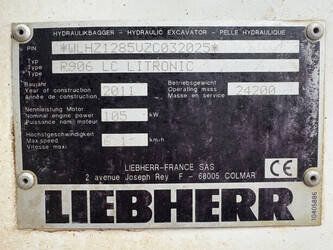 HYDRAULIKBAGGER - HYDRAULIC EXCAVATOR - PELLE HYDRAULIQUE
PIN *WLHZ1285VZC032025*
Typ
Type R906 LC LITRONIC
Type
Baujahr
Year of construction 2011
Année de construction
Betriebsgewicht
Operating mass 24200
Masse en service
Nennleistung Motor
Nominal engine power 105 kW
Puissance nom. moteur
Höchstgeschwindigkeit
Max. speed km/h
Vitesse maxi
LIEBHERR-FRANCE SAS
2 avenue Joseph Rey F - 68005 COLMAR
CE
LIEBHERR
10405886